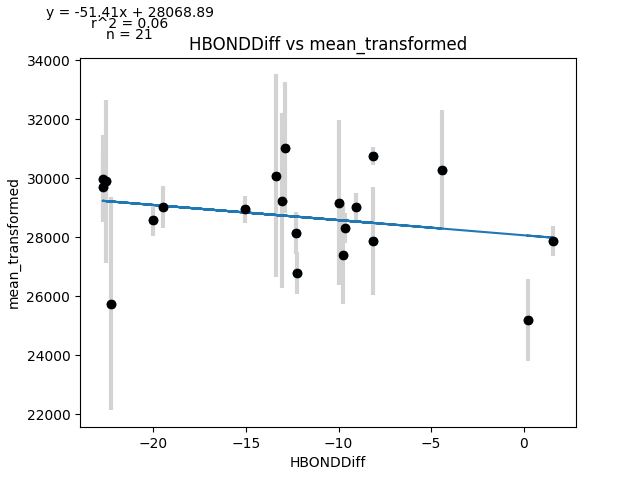 y = -51.41x + 28068.89
r^2 = 0.06
n = 21
HBONDDiff vs mean_transformed
34000
32000
30000
28000
26000
24000
22000
mean_transformed
−20
−15
−10
−5
0
HBONDDiff